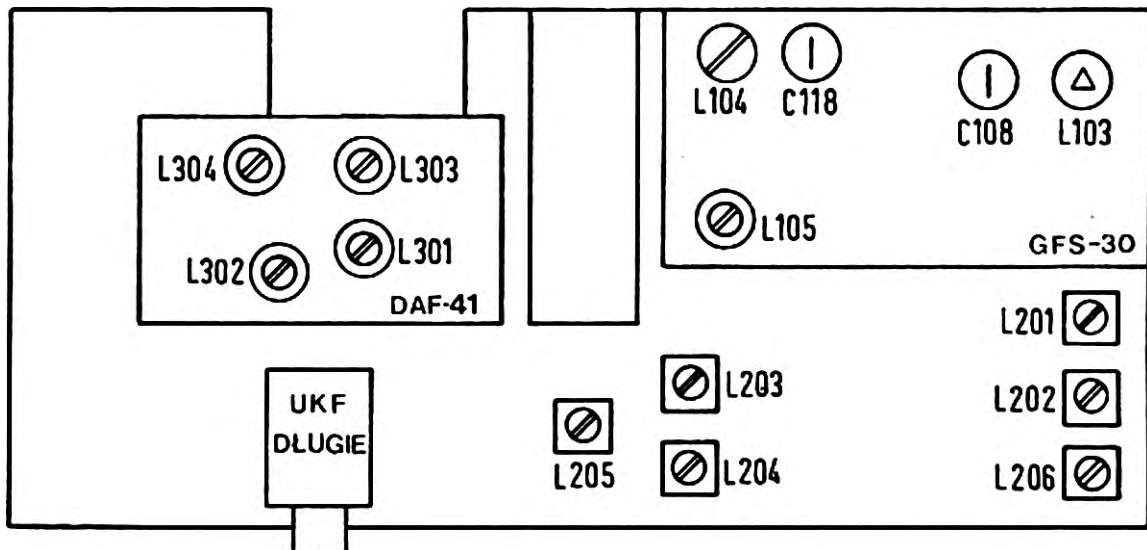 L104 C118
C108 L103
L304
L303
L105
L302
L301
GFS-30
DAF-41
L201
UKF
DŁUGIE
L203
L202
L205
L204
L206